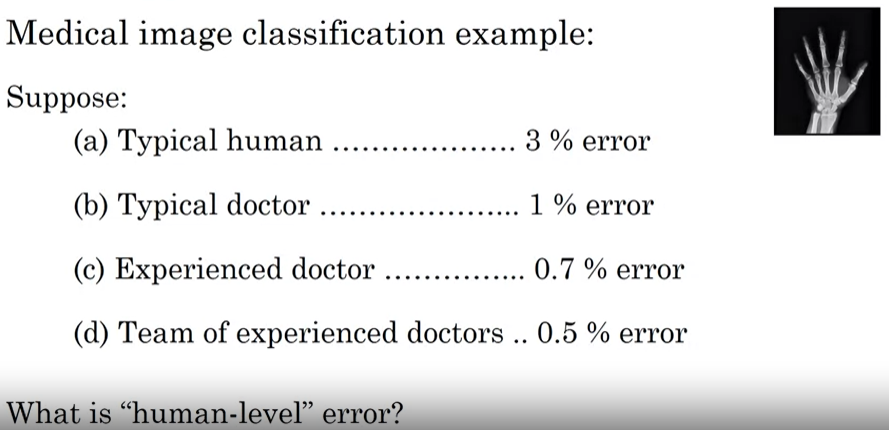 Medical image classification example:
Suppose:
(a) Typical human ................... 3 % error
(b) Typical doctor ..................... 1 % error
(c) Experienced doctor ............... 0.7 % error
(d) Team of experienced doctors .. 0.5 % error
What is “human-level” error?